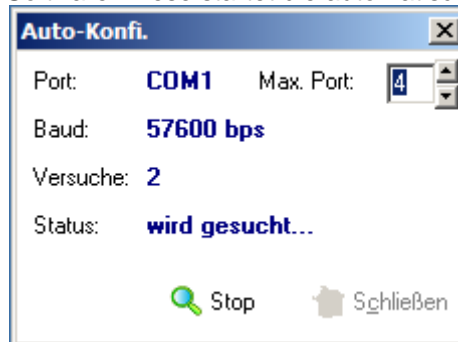 Auto-Konfi.
Port: COM1 Max. Port: 4
Baud: 57600 bps
Versuche: 2
Status: wird gesucht...
Stop Schließen